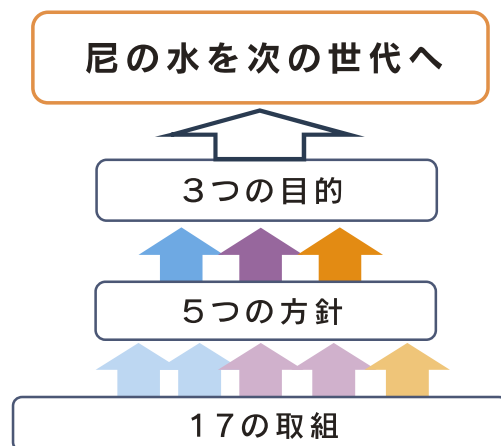 尼の水を次の世代へ
３つの目的
５つの方針
１７の取組